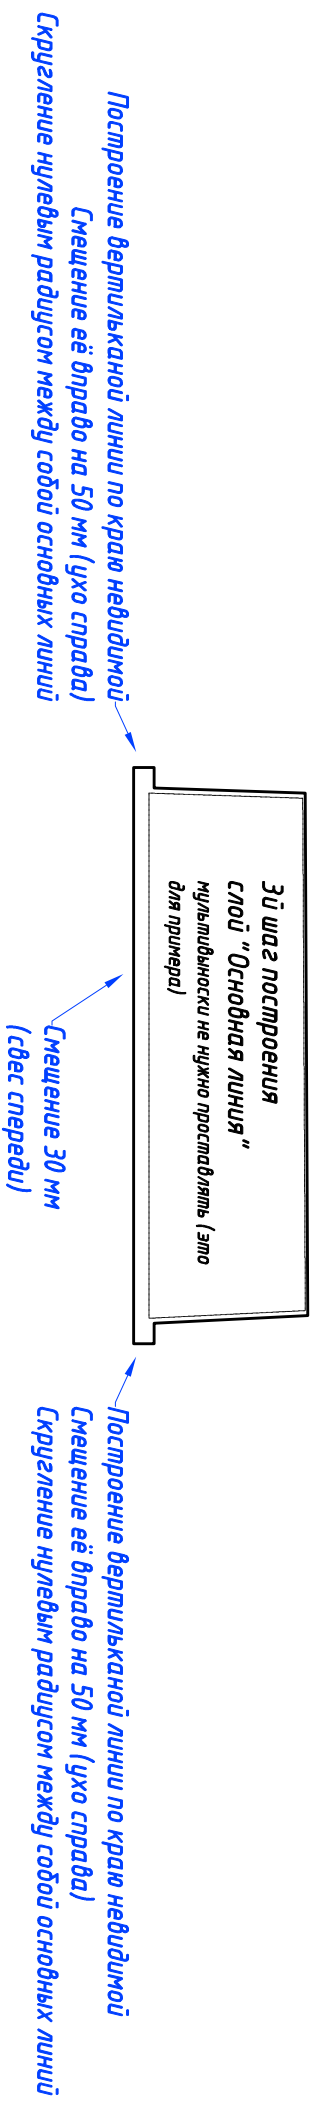 Построение вертильканой линии по краю невидимой
Смещение её вправо на 50 мм (ухо справа)
Скругление нулевым радиусом между собой основных линий
3й шаг построения
слой "Основная линия"
мультивыноски не нужно проставлять (это
для примера)
Смещение 30 мм
(свес спереди)
Построение вертильканой линии по краю невидимой
Смещение её вправо на 50 мм (ухо справа)
Скругление нулевым радиусом между собой основных линий